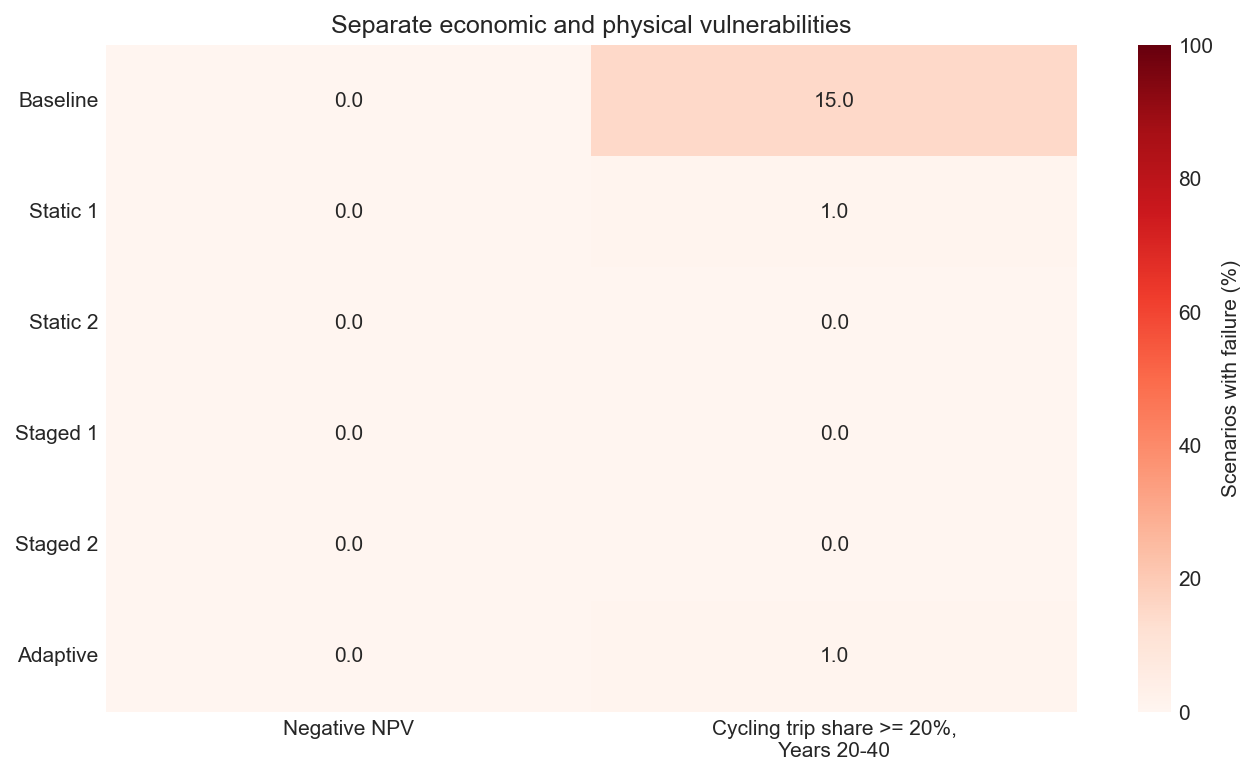 Separate economic and physical vulnerabilities
Baseline
0.0
15.0
Static 1
0.0
1.0
Static 2
0.0
0.0
Staged 1
0.0
0.0
Staged 2
0.0
0.0
Adaptive
0.0
1.0
Negative NPV
Cycling trip share >= 20%,
Years 20-40
100
80
60
40
20
0
Scenarios with failure (%)